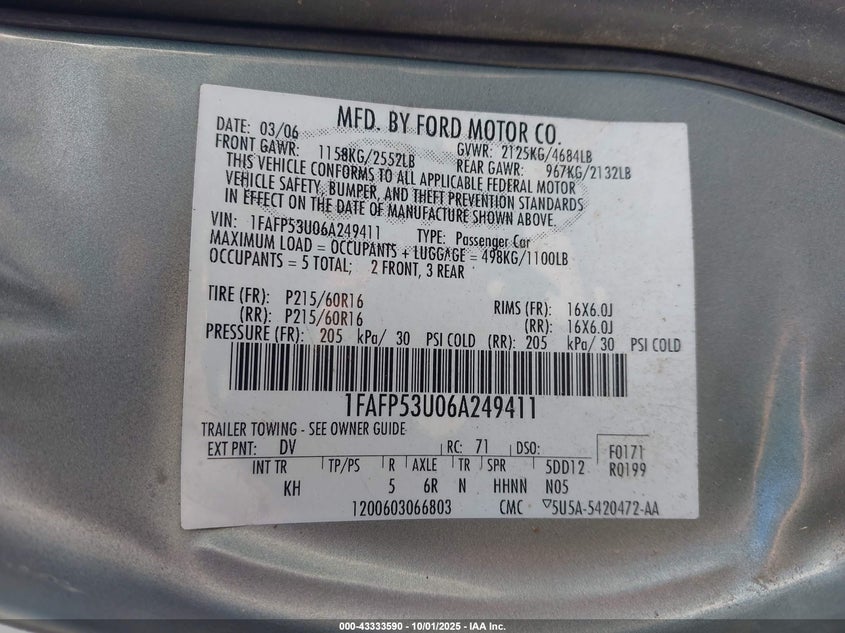 MFD. BY FORD MOTOR CO.
DATE: 03/06 GVWR: 2125KG/4684LB
FRONT GAWR: 1158KG/2552LB REAR GAWR: 967KG/2132LB
THIS VEHICLE CONFORMS TO ALL APPLICABLE FEDERAL MOTOR
VEHICLE SAFETY, BUMPER, AND THEFT PREVENTION STANDARDS
IN EFFECT ON THE DATE OF MANUFACTURE SHOWN ABOVE.
VIN: 1FAFP53U06A249411 TYPE: Passenger Car
MAXIMUM LOAD = OCCUPANTS + LUGGAGE = 498KG/1100LB
OCCUPANTS = 5 TOTAL; 2 FRONT, 3 REAR
TIRE (FR): P215/60R16 RIMS (FR): 16X6.0J
(RR): P215/60R16 (RR): 16X6.0J
PRESSURE (FR): 205 kPa/ 30 PSI COLD (RR): 205 kPa/ 30 PSI COLD
1FAFP53U06A249411
TRAILER TOWING - SEE OWNER GUIDE
EXT PNT: DV RC: 71 DSO: F0171
INT TR TP/PS R AXLE TR SPR 5DD12 R0199
KH 5 6R N HHNN N05
1200603066803 CMC ▽5U5A-5420472-AA
000-43333590 - 10/01/2025 - IAA Inc.